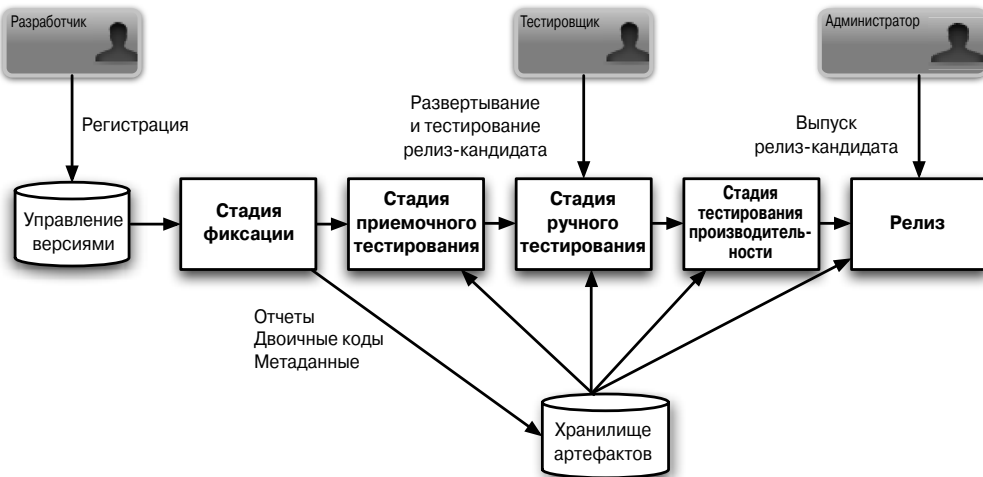 Разработчик
Тестировщик
Администратор
Регистрация
Развертывание
и тестирование
релиз-кандидата
Выпуск
релиз-кандидата
Управление
версиями
Стадия
фиксации
Стадия
приемочного
тестирования
Стадия
ручного
тестирования
Стадия
тестирования
производитель-
ности
Релиз
Отчеты
Двоичные коды
Метаданные
Хранилище
артефактов